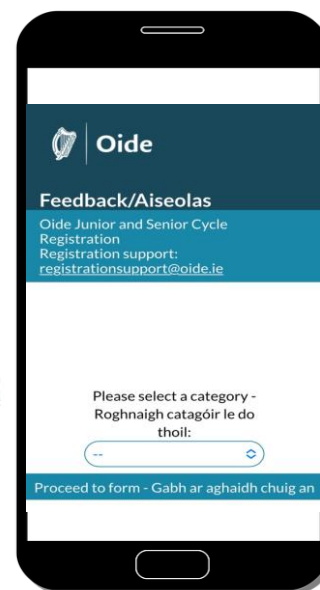 Oide
Feedback/Aiseolas
Oide Junior and Senior Cycle
Registration
Registration support:
registrationsupport@oide.ie
Please select a category -
Roghnaigh catagóir le do
thoil:
--
Proceed to form - Gabh ar aghaidh chuig an